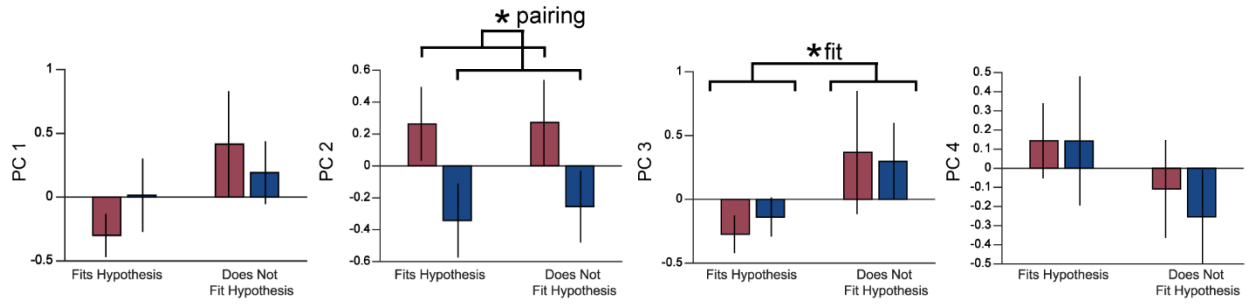 PC 1
1
0.5
0
-0.5
Fits Hypothesis
Does Not
Fit Hypothesis
* pairing
PC 2
0.6
0.4
0.2
0
-0.2
-0.4
-0.6
Fits Hypothesis
Does Not
Fit Hypothesis
*fit
PC 3
1
0.5
0
-0.5
Fits Hypothesis
Does Not
Fit Hypothesis
PC 4
0.5
0.4
0.3
0.2
0.1
0
-0.1
-0.2
-0.3
-0.4
-0.5
Fits Hypothesis
Does Not
Fit Hypothesis